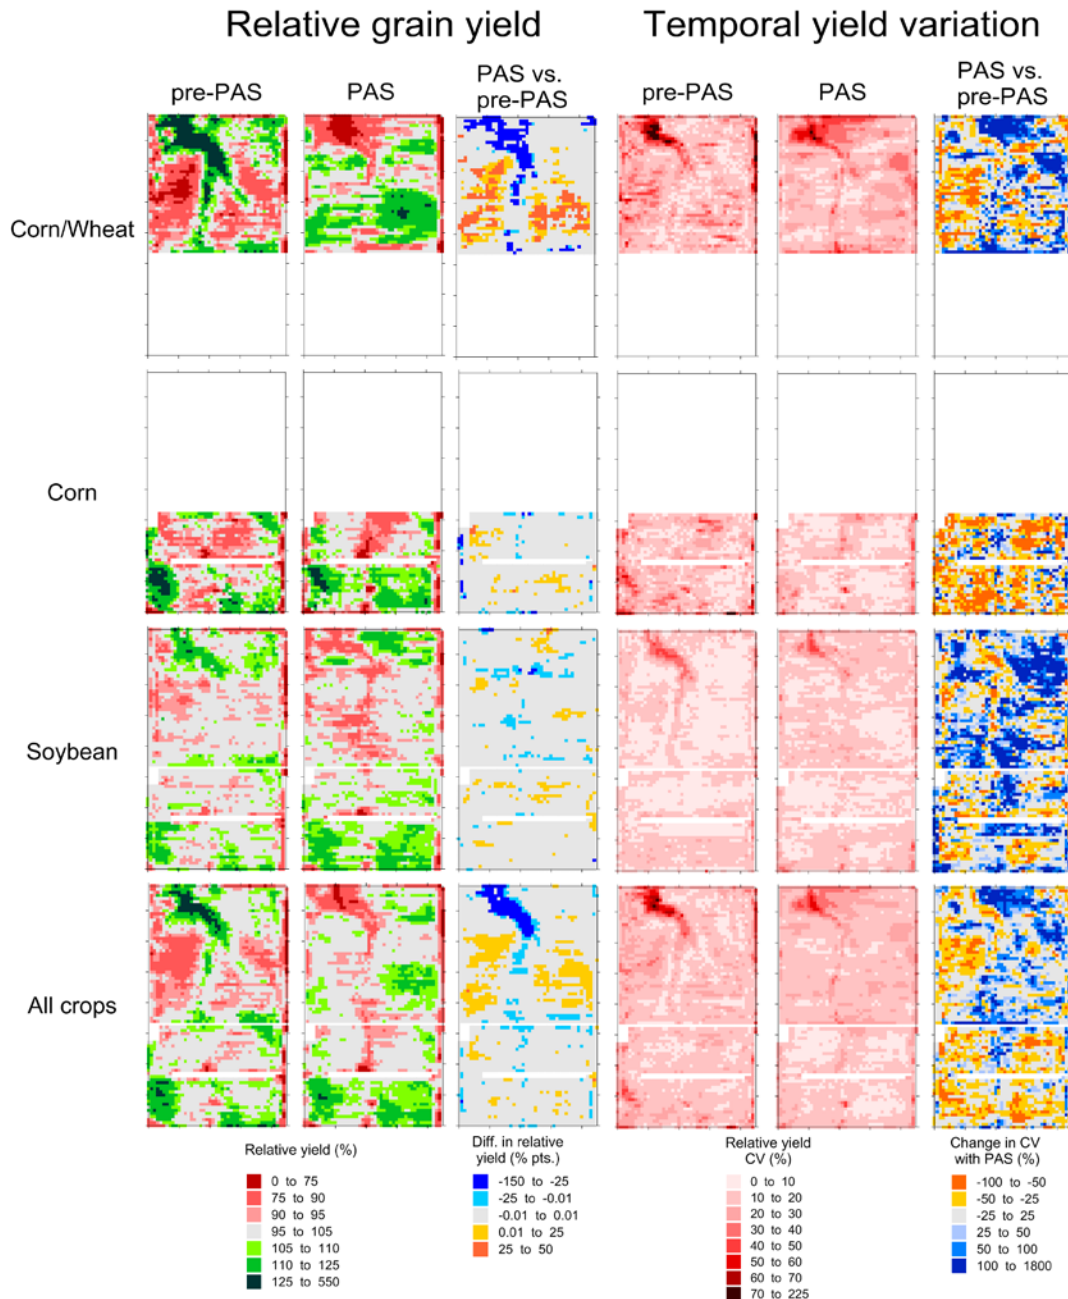 Relative grain yield
Temporal yield variation
pre-PAS
PAS
PAS vs.
pre-PAS
pre-PAS
PAS
PAS vs.
pre-PAS
Corn/Wheat
Corn
Soybean
All crops
Relative yield (%)
0 to 75
75 to 90
90 to 95
95 to 105
105 to 110
110 to 125
125 to 550
Diff. in relative
yield (% pts.)
-150 to -25
-25 to -0.01
-0.01 to 0.01
0.01 to 25
25 to 50
Relative yield
CV (%)
0 to 10
10 to 20
20 to 30
30 to 40
40 to 50
50 to 60
60 to 70
70 to 225
Change in CV
with PAS (%)
-100 to -50
-50 to -25
-25 to 25
25 to 50
50 to 100
100 to 1800